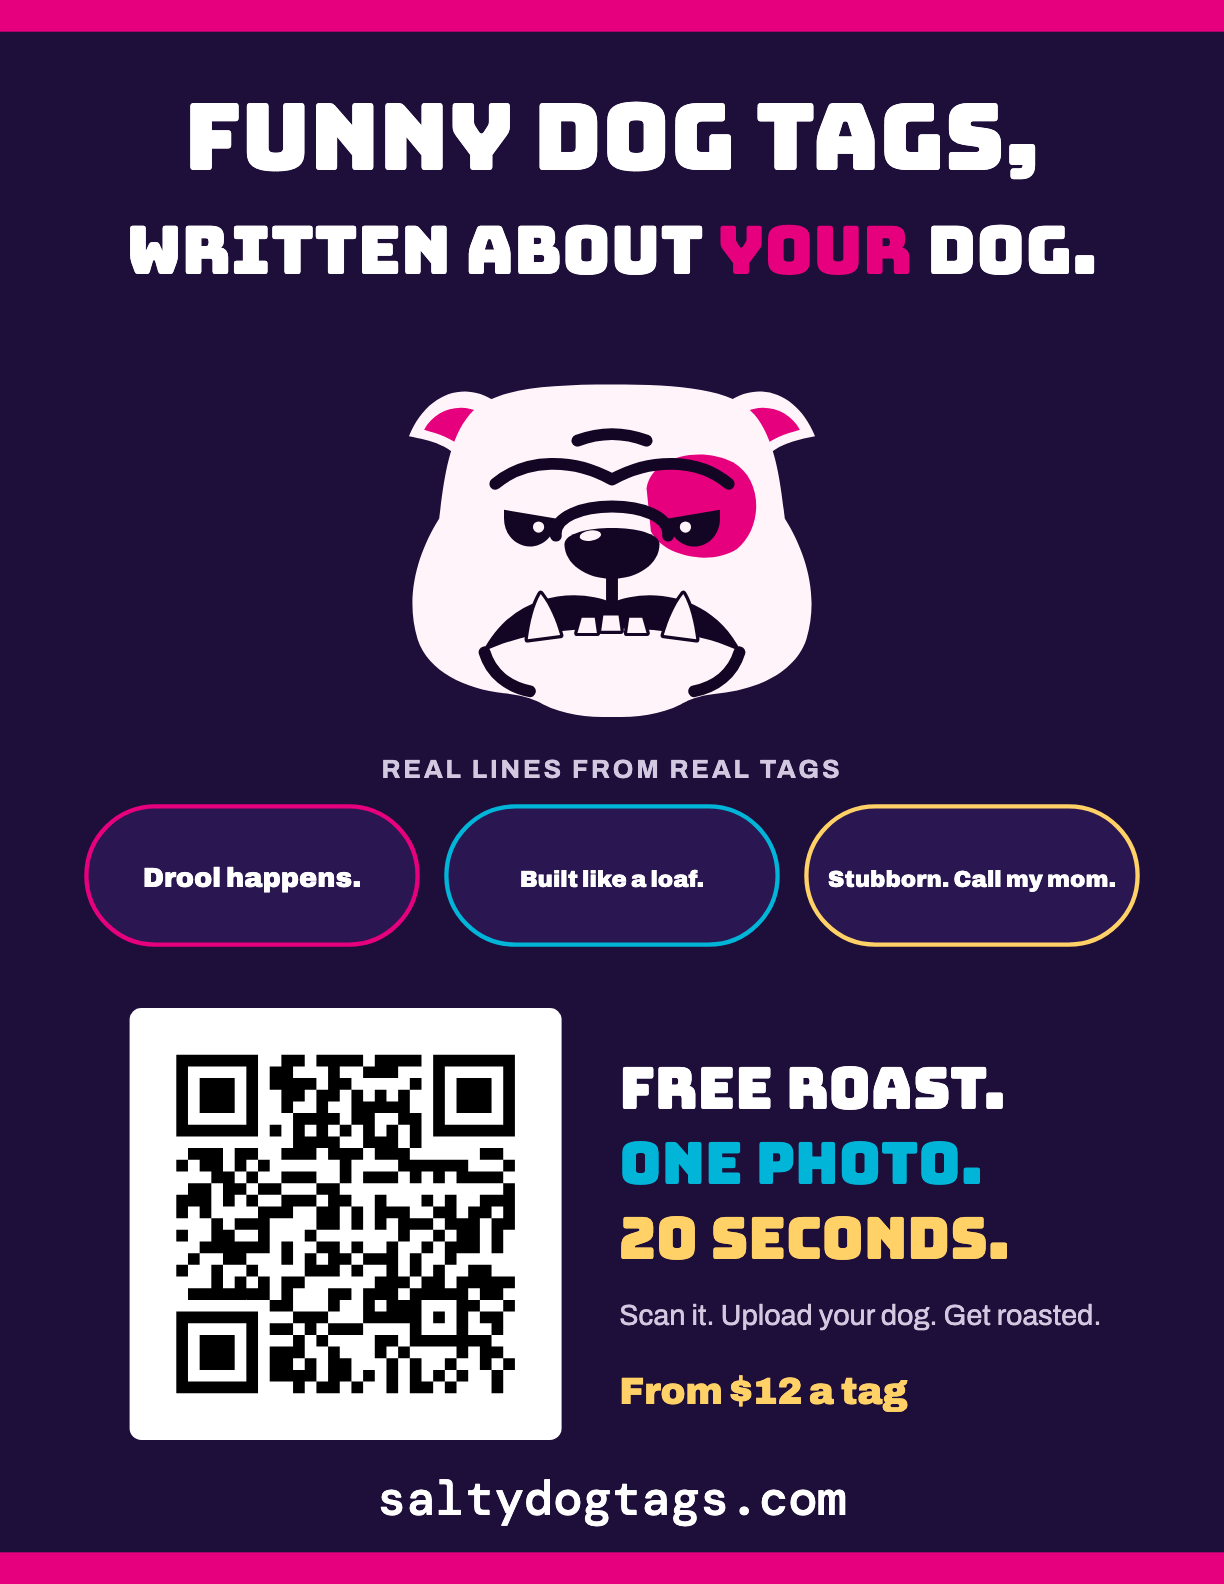 FUNNY DOG TAGS,
WRITTEN ABOUT YOUR DOG.
REAL LINES FROM REAL TAGS
Drool happens.
Built like a loaf.
Stubborn. Call my mom.
FREE ROAST.
ONE PHOTO.
20 SECONDS.
Scan it. Upload your dog. Get roasted.
From $12 a tag
saltydogtags.com